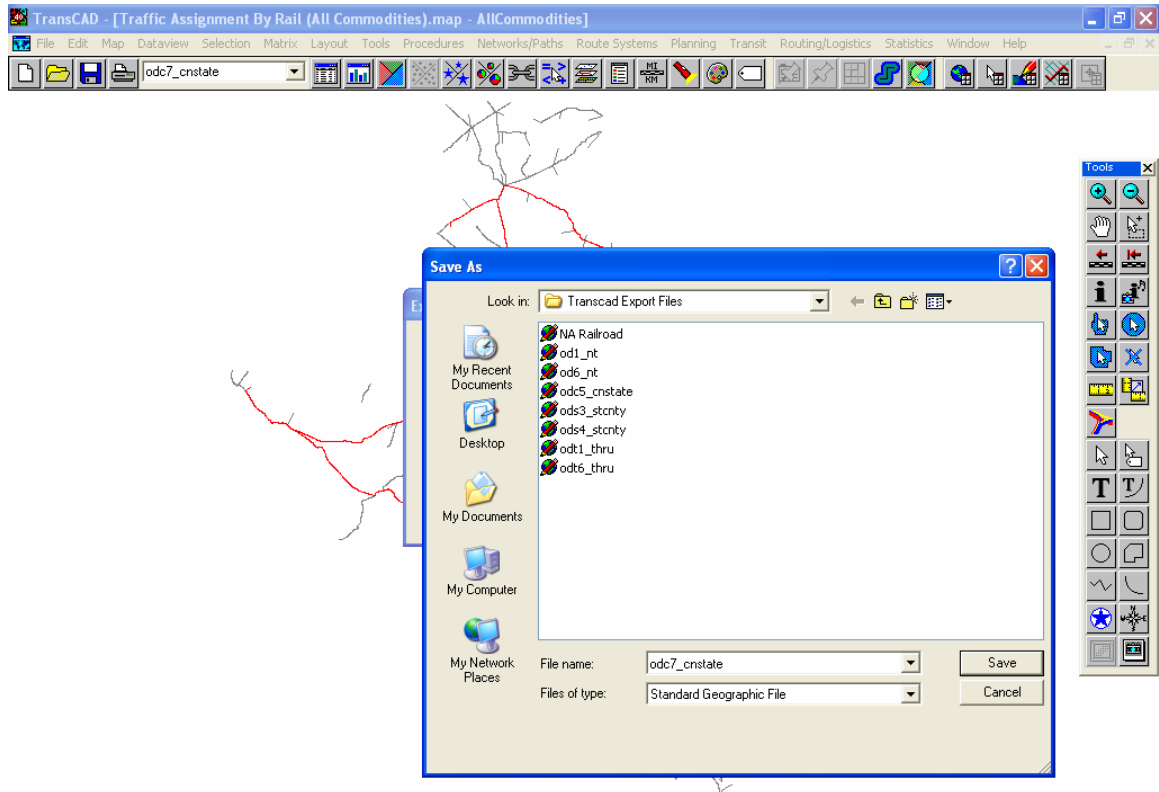 TransCAD - [Traffic Assignment By Rail (All Commodities).map - AllCommodities]
File Edit Map Dataview Selection Matrix Layout Tools Procedures Networks/Paths Route Systems Planning Transit Routing/Logistics Statistics Window Help
odc7_cnstate
MI
KM
Tools
Save As
Ex
Look in:
Transcad Export Files
My Recent
Documents
Desktop
My Documents
My Computer
My Network
Places
NA Railroad
od1_nt
od6_nt
odc5_cnstate
ods3_stcnty
ods4_stcnty
odt1_thru
odt6_thru
File name:
odc7_cnstate
Save
Files of type:
Standard Geographic File
Cancel
T T